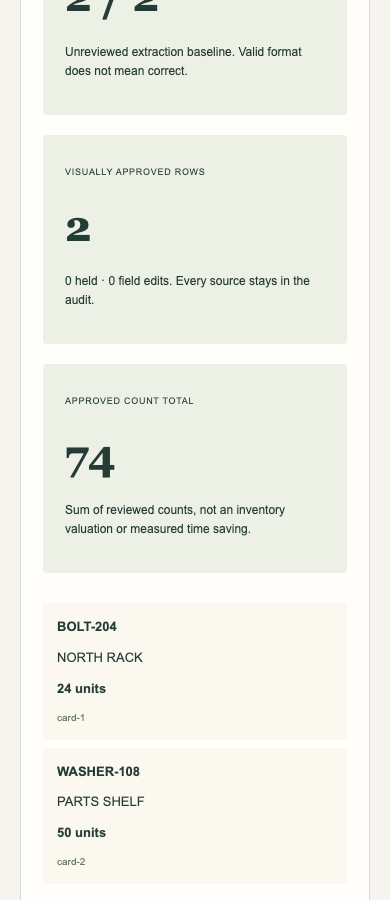 2 / 2
Unreviewed extraction baseline. Valid format
does not mean correct.
VISUALLY APPROVED ROWS
2
0 held · 0 field edits. Every source stays in the
audit.
APPROVED COUNT TOTAL
74
Sum of reviewed counts, not an inventory
valuation or measured time saving.
BOLT-204
NORTH RACK
24 units
card-1
WASHER-108
PARTS SHELF
50 units
card-2